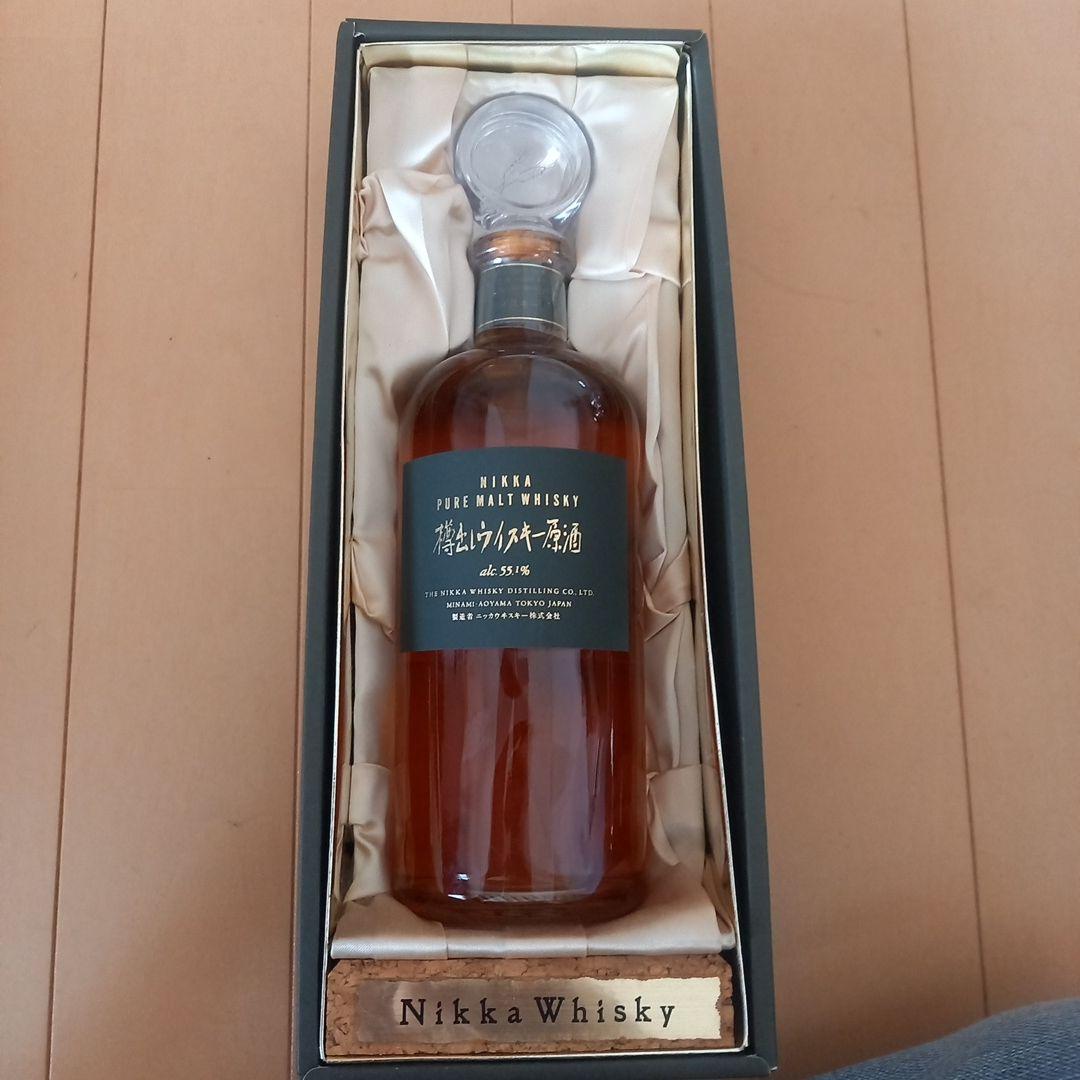 NIKKA
PURE MALT WHISKY
樽出しウイスキー原酒
alc. 55.1%
THE NIKKA WHISKY DISTILLING CO., LTD.
MINAMI-AOYAMA TOKYO JAPAN
製造者 ニッカウヰスキー株式会社
Nikka Whisky